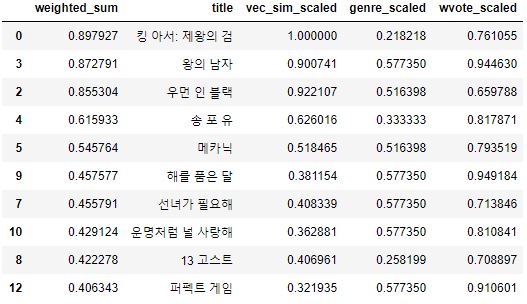 weighted_sum title vec_sim_scaled genre_scaled wvote_scaled
0 0.897927 킹 아서: 제왕의 검 1.000000 0.218218 0.761055
3 0.872791 왕의 남자 0.900741 0.577350 0.944630
2 0.855304 우먼 인 블랙 0.922107 0.516398 0.659788
4 0.615933 송 포 유 0.626016 0.333333 0.817871
5 0.545764 메카닉 0.518465 0.516398 0.793519
9 0.457577 해를 품은 달 0.381154 0.577350 0.949184
7 0.455791 선녀가 필요해 0.408339 0.577350 0.713846
10 0.429124 운명처럼 널 사랑해 0.362881 0.577350 0.810841
8 0.422278 13 고스트 0.406961 0.258199 0.708897
12 0.406343 퍼펙트 게임 0.321935 0.577350 0.910601